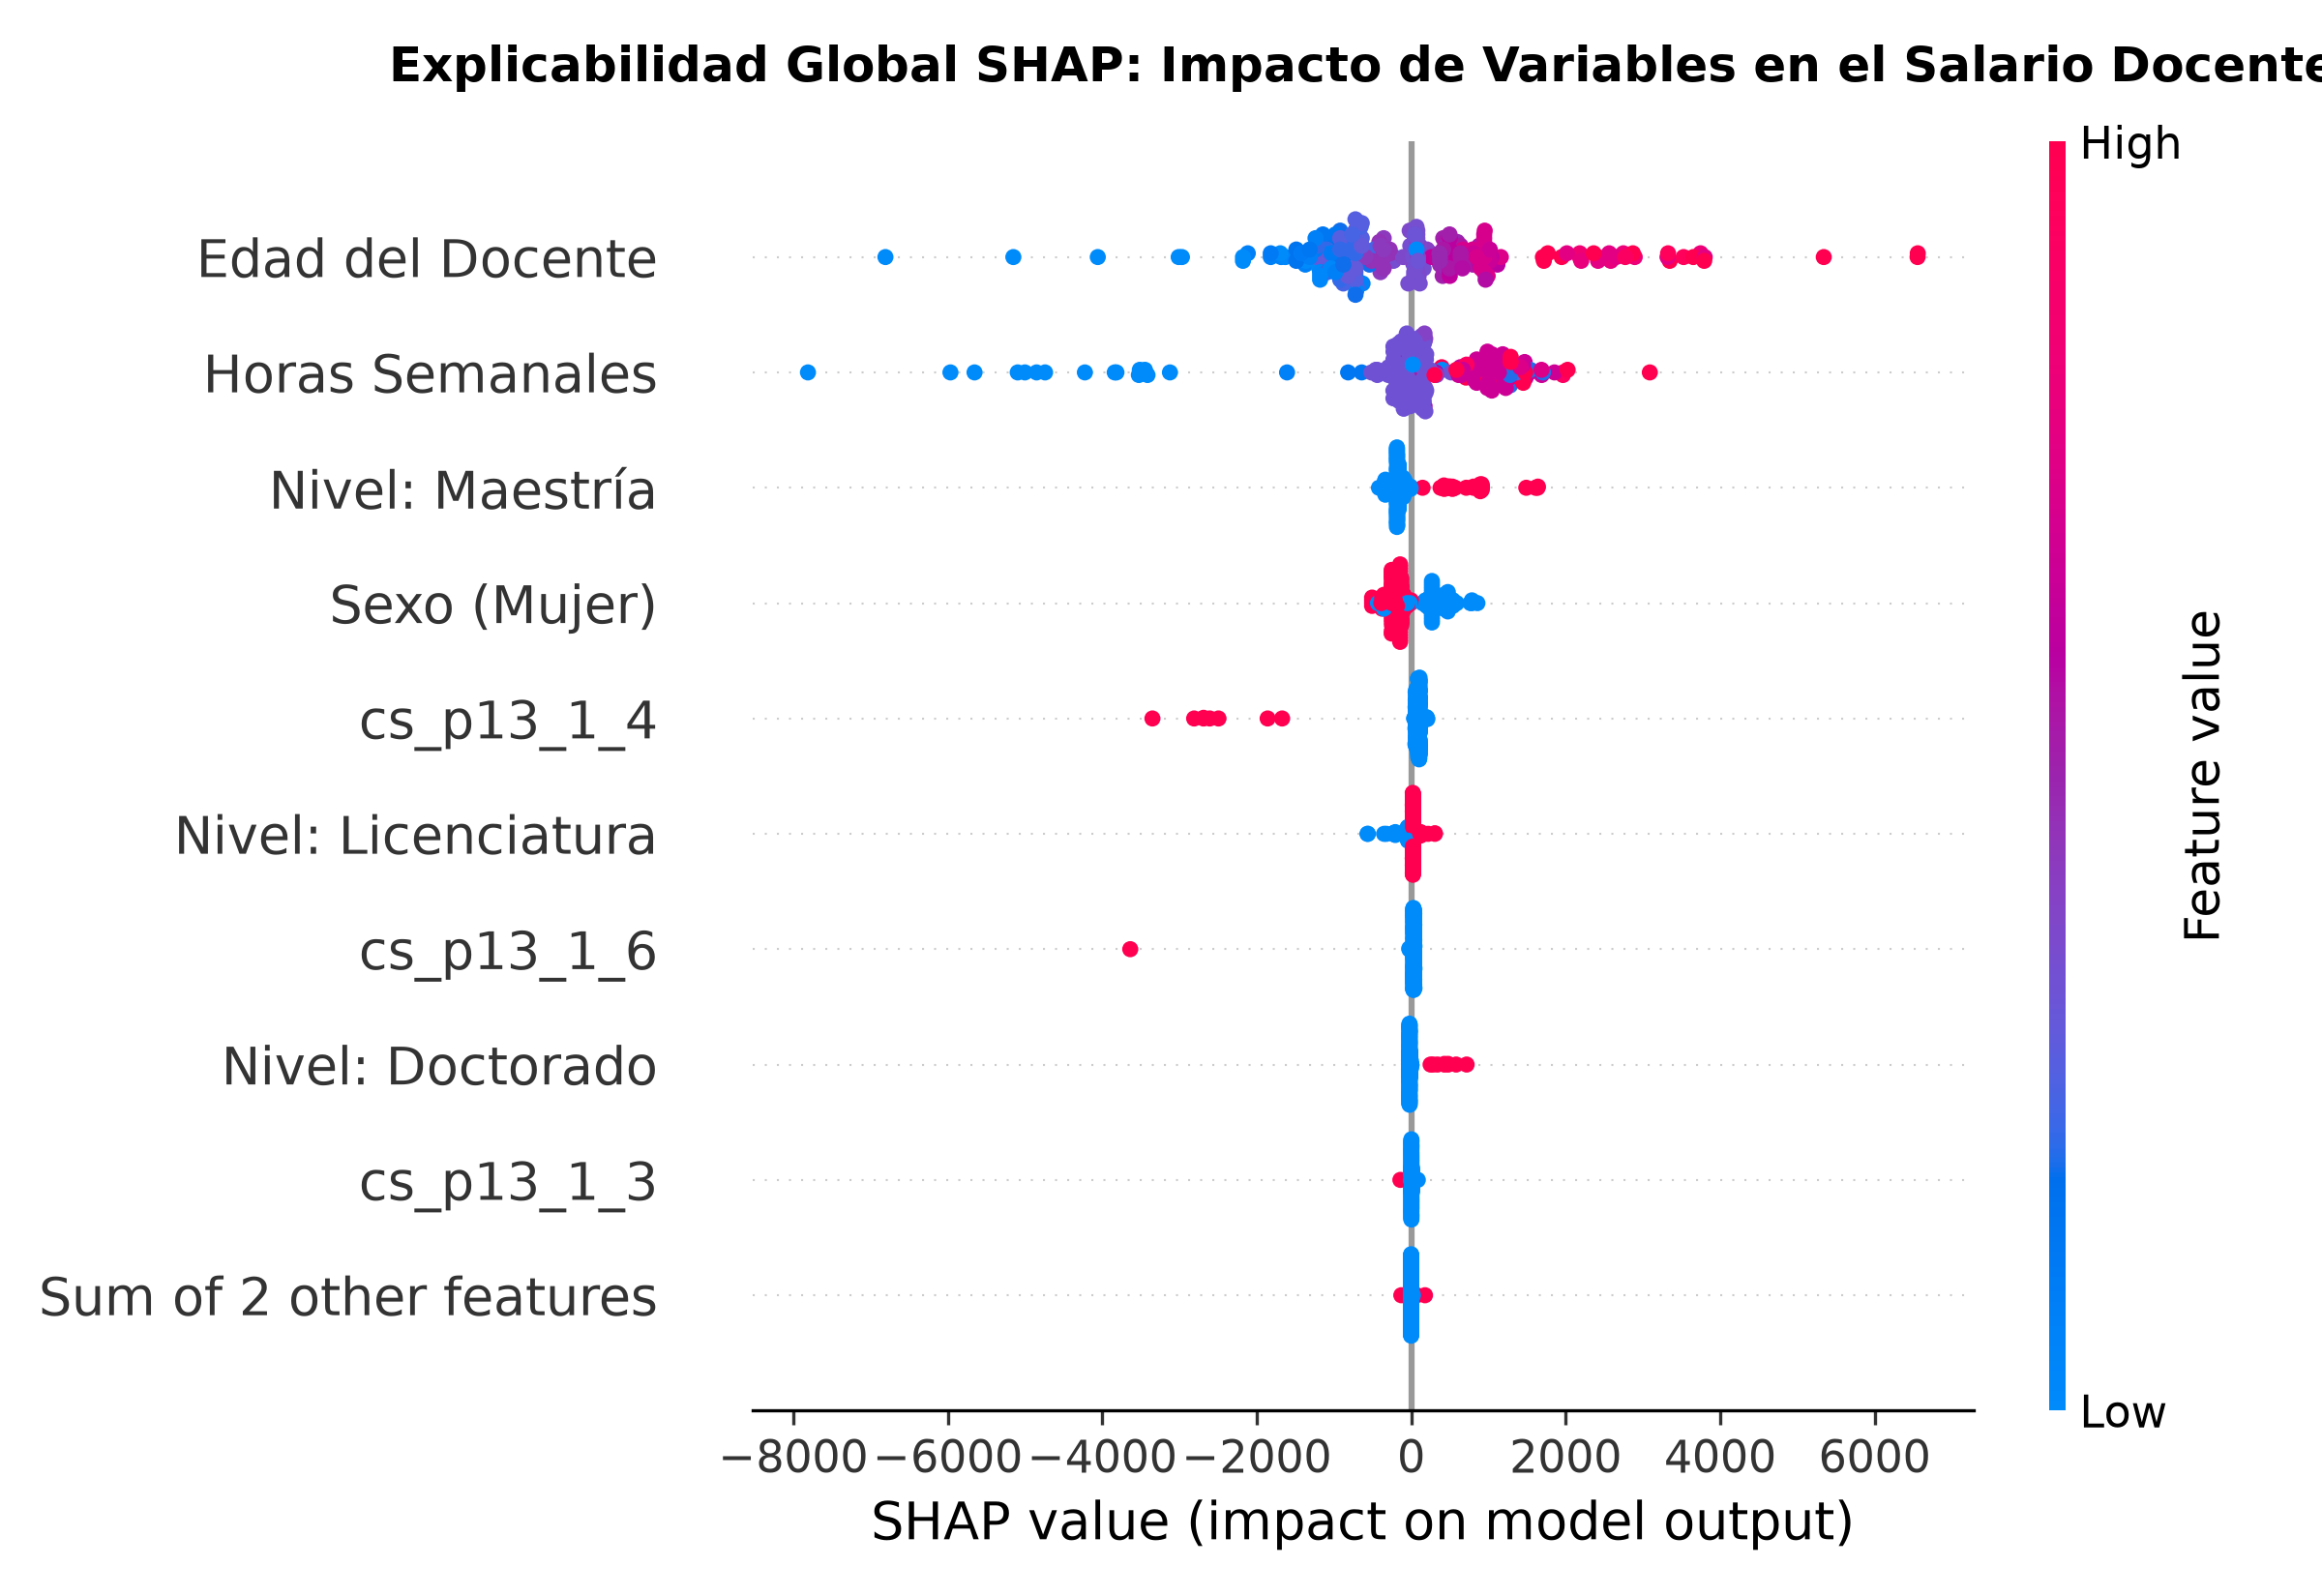 Explicabilidad Global SHAP: Impacto de Variables en el Salario Docente
High
Edad del Docente
Horas Semanales
Nivel: Maestría
Sexo (Mujer)
cs_p13_1_4
Nivel: Licenciatura
cs_p13_1_6
Nivel: Doctorado
cs_p13_1_3
Sum of 2 other features
Feature value
Low
−8000 −6000 −4000 −2000 0 2000 4000 6000
SHAP value (impact on model output)